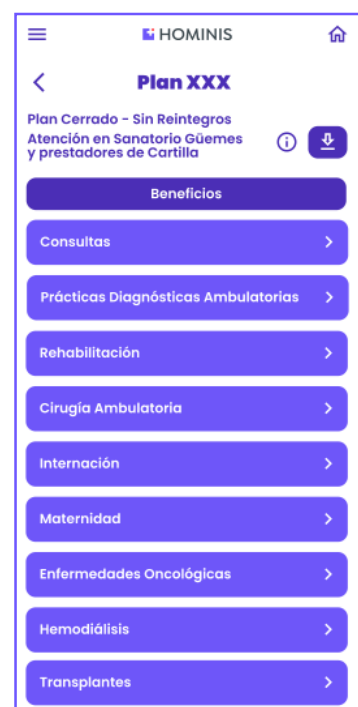 HOMINIS
Plan XXX
Plan Cerrado - Sin Reintegros
Atención en Sanatorio Güemes
y prestadores de Cartilla
Beneficios
Consultas
Prácticas Diagnósticas Ambulatorias
Rehabilitación
Cirugía Ambulatoria
Internación
Maternidad
Enfermedades Oncológicas
Hemodiálisis
Transplantes